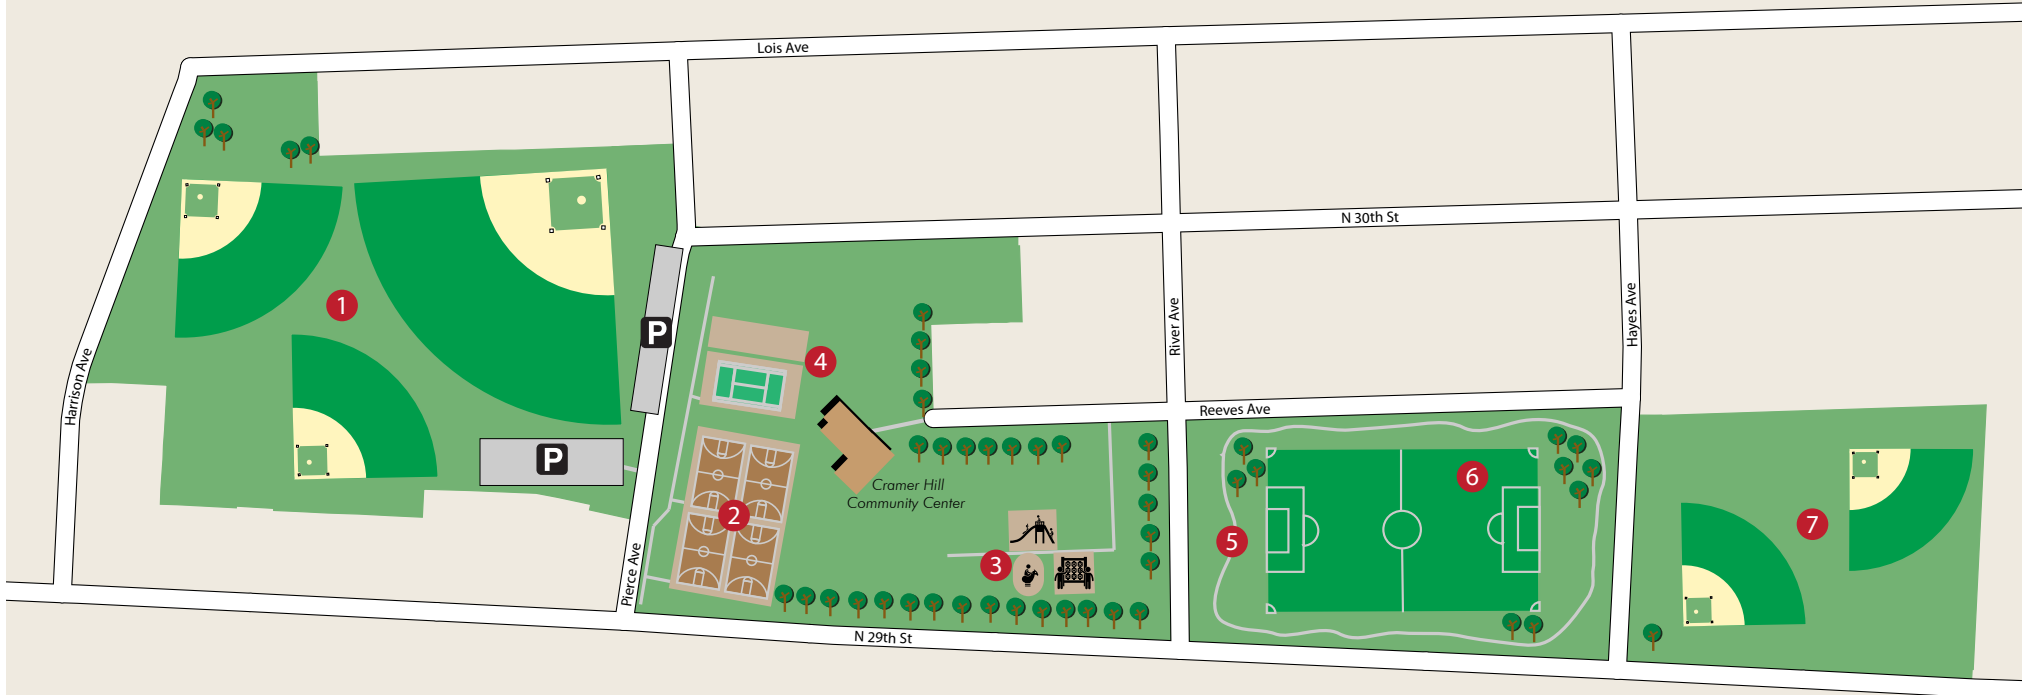 Lois Ave
N 30th St
1
P
River Ave
Hayes Ave
Harrison Ave
4
Reeves Ave
P
6
Cramer Hill
Community Center
2
7
5
3
Pierce Ave
N 29th St